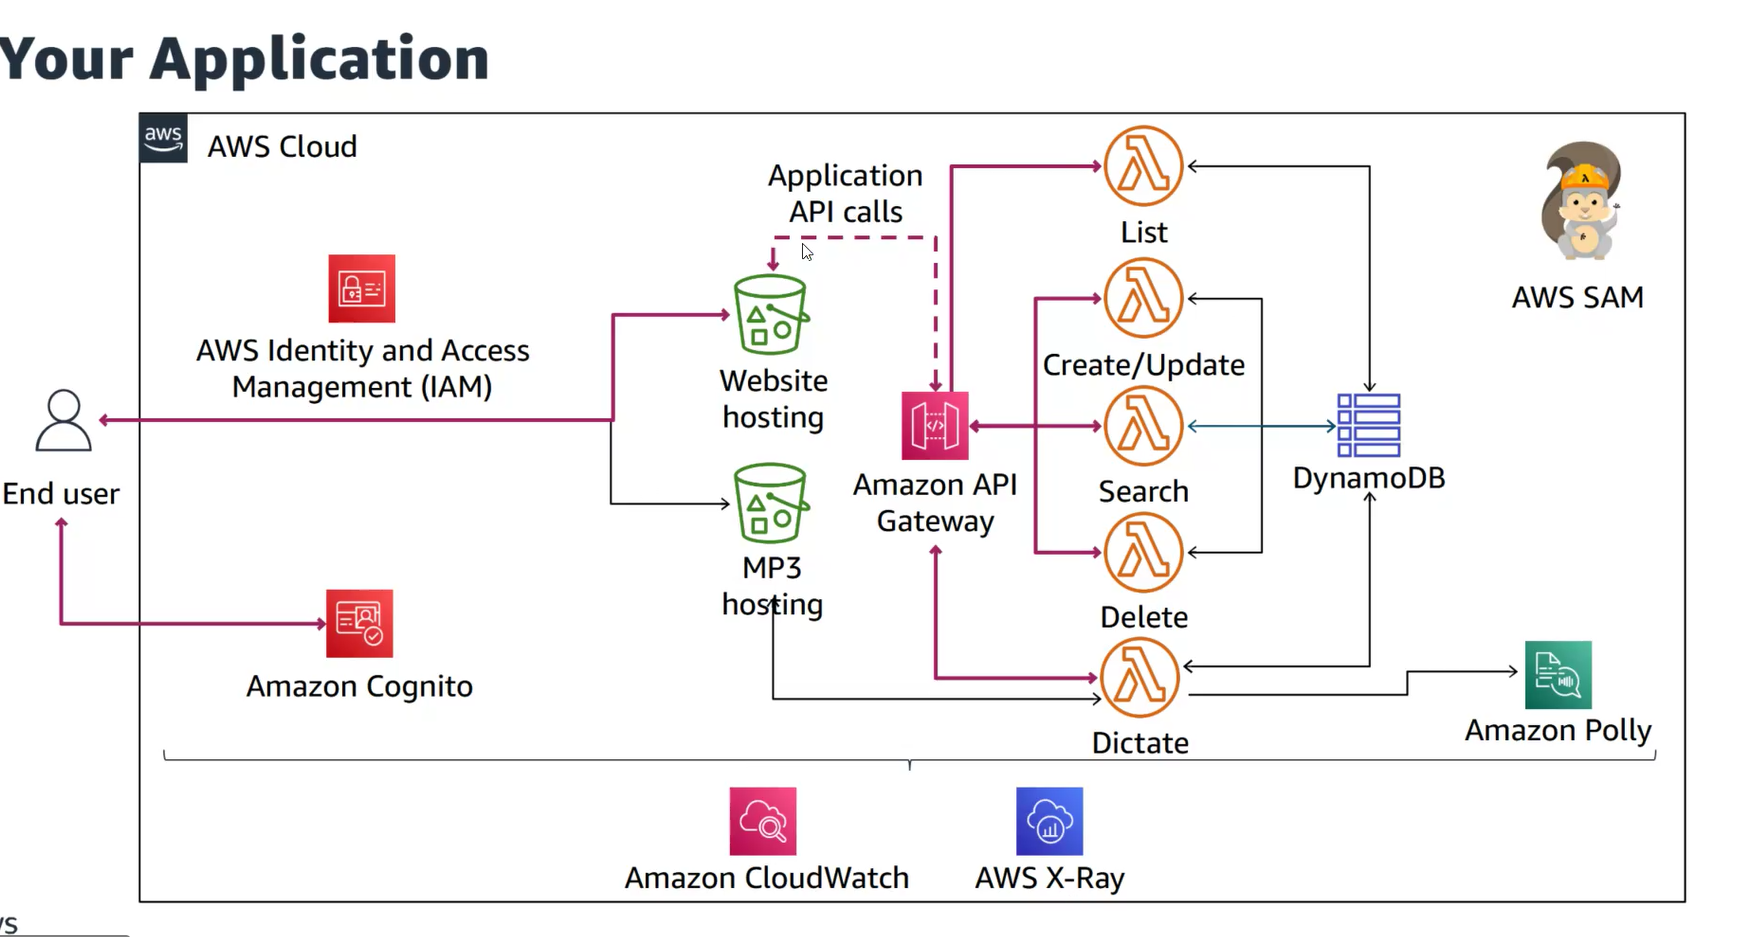 Your Application
aws
AWS Cloud
Application
API calls
List
AWS SAM
AWS Identity and Access
Management (IAM)
Create/Update
Website
hosting
End user
Amazon API
Gateway
Search
DynamoDB
MP3
hosting
Delete
Amazon Cognito
Dictate
Amazon Polly
Amazon CloudWatch
AWS X-Ray